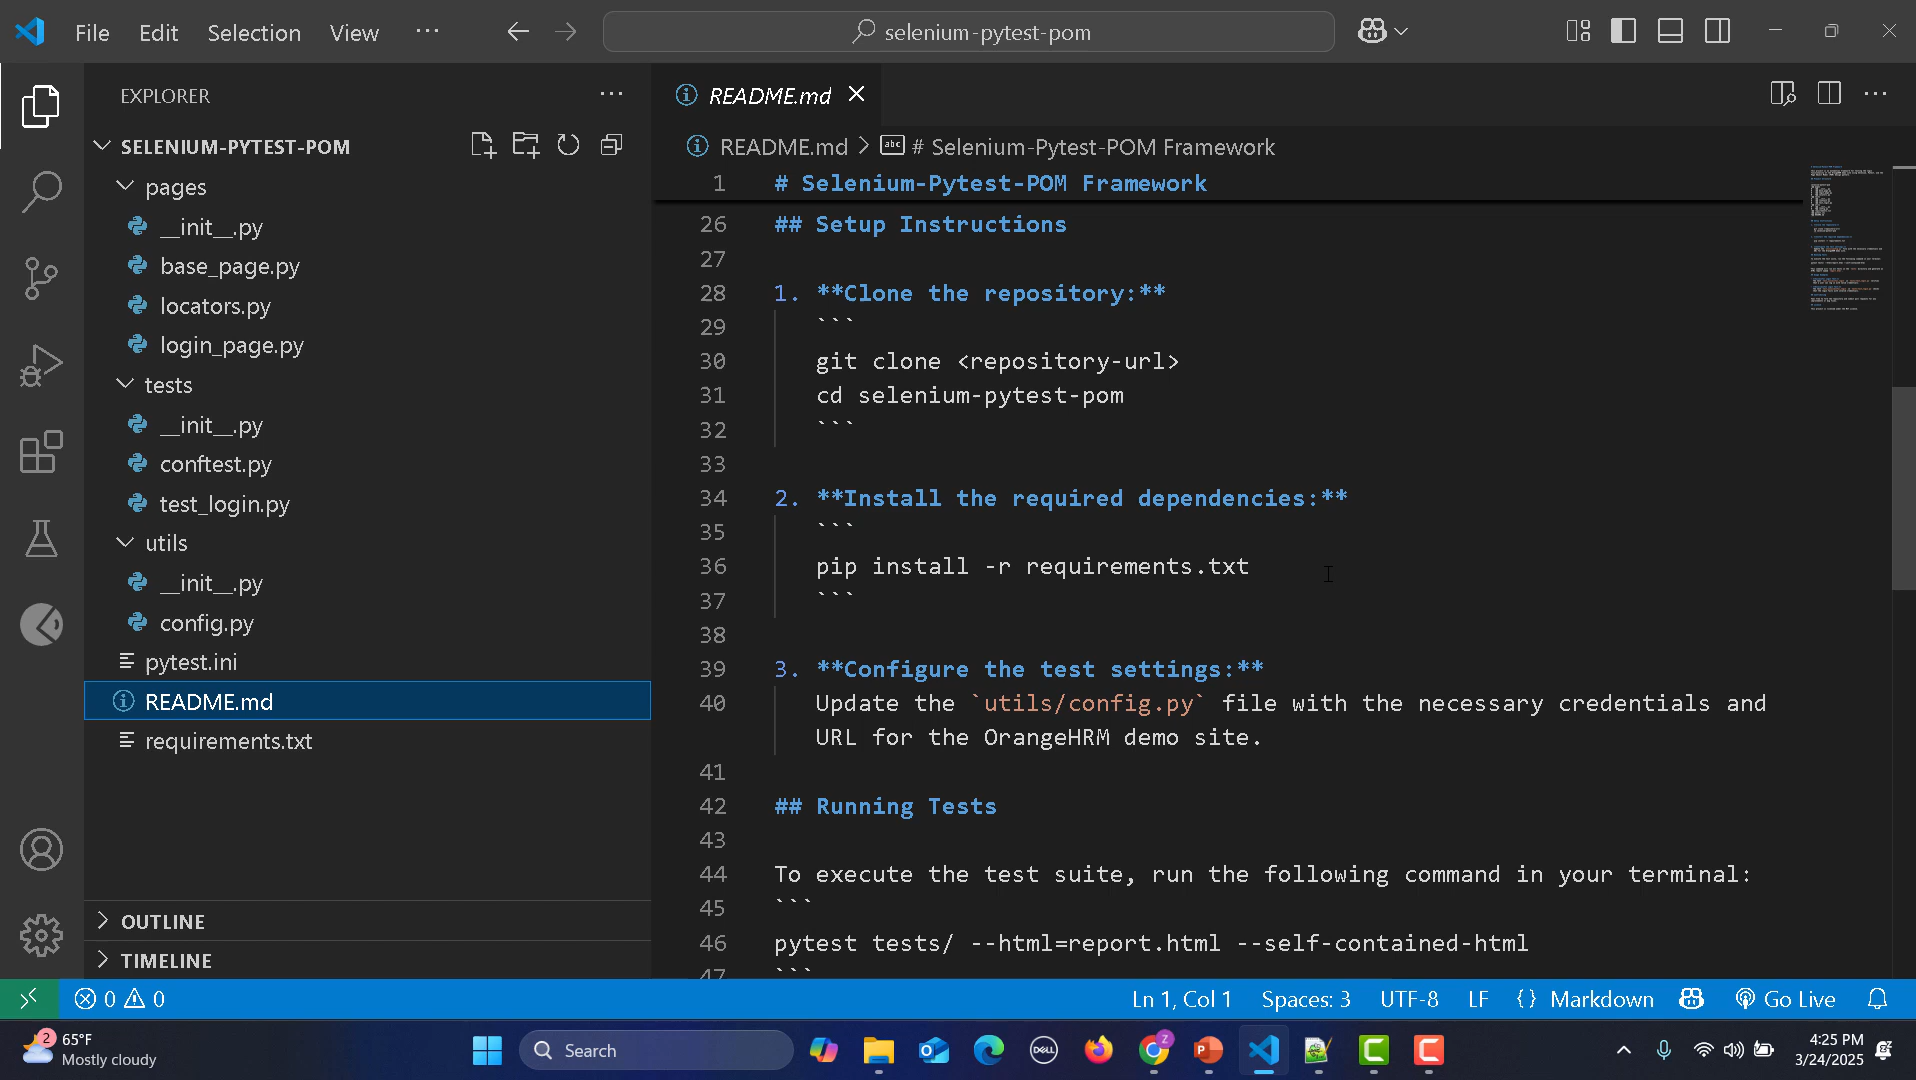 File Edit Selection View ··· selenium-pytest-pom
EXPLORER ···
SELENIUM-PYTEST-POM
pages
__init__.py
base_page.py
locators.py
login_page.py
tests
__init__.py
conftest.py
test_login.py
utils
__init__.py
config.py
pytest.ini
README.md
requirements.txt
OUTLINE
TIMELINE
README.md
README.md > abc # Selenium-Pytest-POM Framework
1 # Selenium-Pytest-POM Framework
26 ## Setup Instructions
27
28 1. **Clone the repository:**
29 ```
30 git clone <repository-url>
31 cd selenium-pytest-pom
32 ```
33
34 2. **Install the required dependencies:**
35 ```
36 pip install -r requirements.txt
37 ```
38
39 3. **Configure the test settings:**
40 Update the `utils/config.py` file with the necessary credentials and
URL for the OrangeHRM demo site.
41
42 ## Running Tests
43
44 To execute the test suite, run the following command in your terminal:
45 ```
46 pytest tests/ --html=report.html --self-contained-html
47 ```
0 0 Ln 1, Col 1 Spaces: 3 UTF-8 LF {} Markdown Go Live
2 65°F
Mostly cloudy
Search
DELL
Z
P
C
C
4:25 PM
3/24/2025